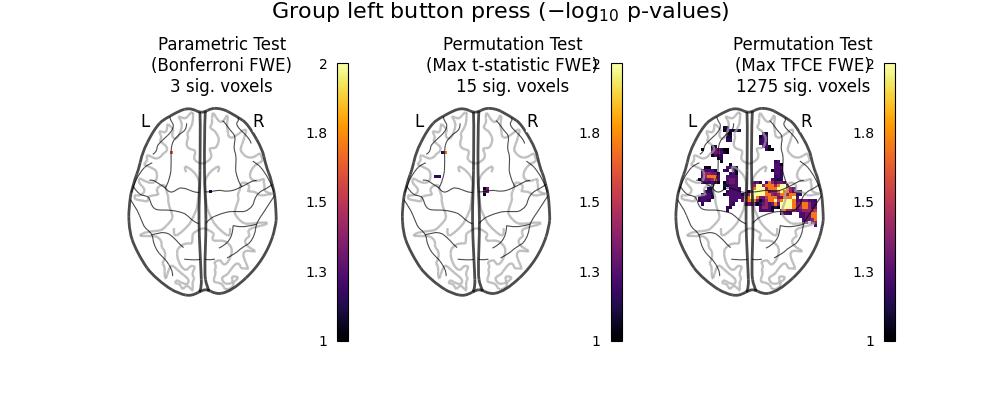 Group left button press (−log₁₀ p-values)
Parametric Test
(Bonferroni FWE)
3 sig. voxels
L
R
2
1.8
1.5
1.3
1
Permutation Test
(Max t-statistic FWE)
15 sig. voxels
L
R
2
1.8
1.5
1.3
1
Permutation Test
(Max TFCE FWE)
1275 sig. voxels
L
R
2
1.8
1.5
1.3
1